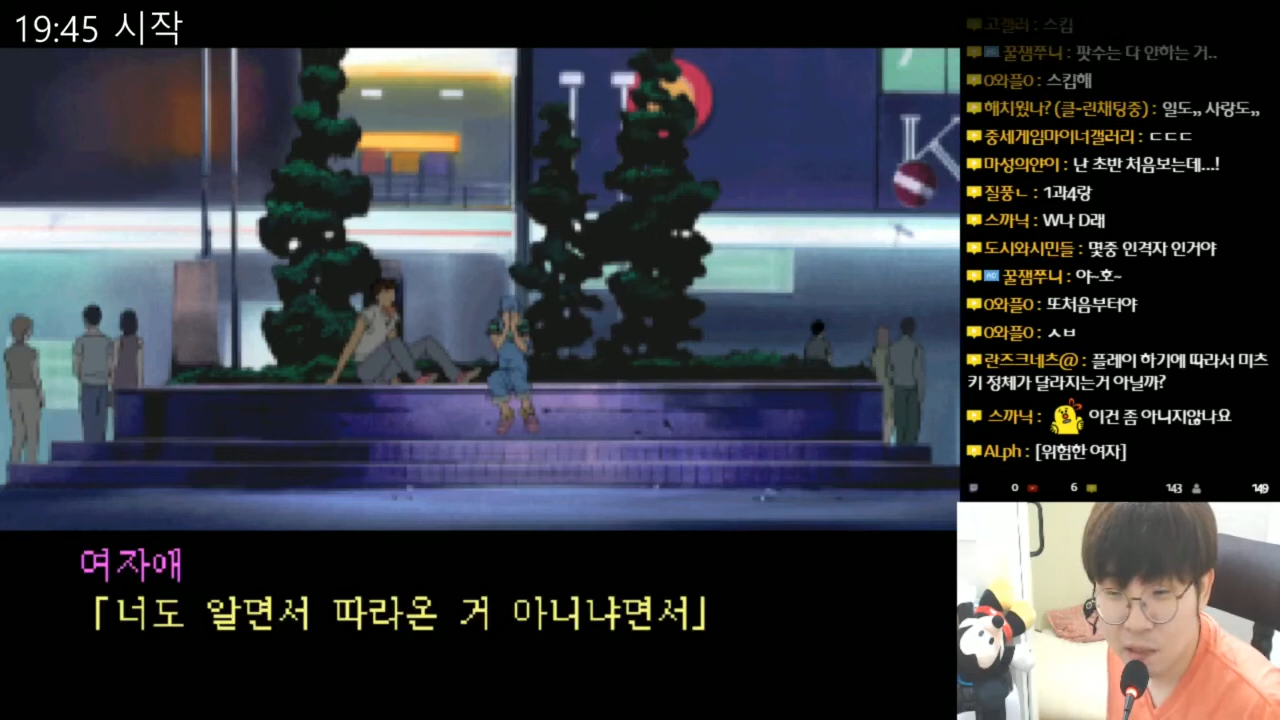 19:45 시작
K
여자애
「너도 알면서 따라온 거 아니냐면서」
고갤러 : 스킵
꿀잼쭈니 : 팟수는 다 안하는 거..
0와플0 : 스킵해
해치웠나? (클-린채팅중) : 일도,, 사랑도,,
중세게임마이너갤러리 : ㄷㄷㄷ
마성의얀이 : 난 초반 처음보는데...!
질풍ㄴ : 1과4랑
스까닉 : W나 D래
도시와시민들 : 몇중 인격자 인거야
꿀잼쭈니 : 야~호~
0와플0 : 또처음부터야
0와플0 : ㅅㅂ
란즈크네츠@ : 플레이 하기에 따라서 미츠
키 정체가 달라지는거 아닐까?
스까닉 : 이건 좀 아니지않나요
ALph : [위험한 여자]
0 6 143 149